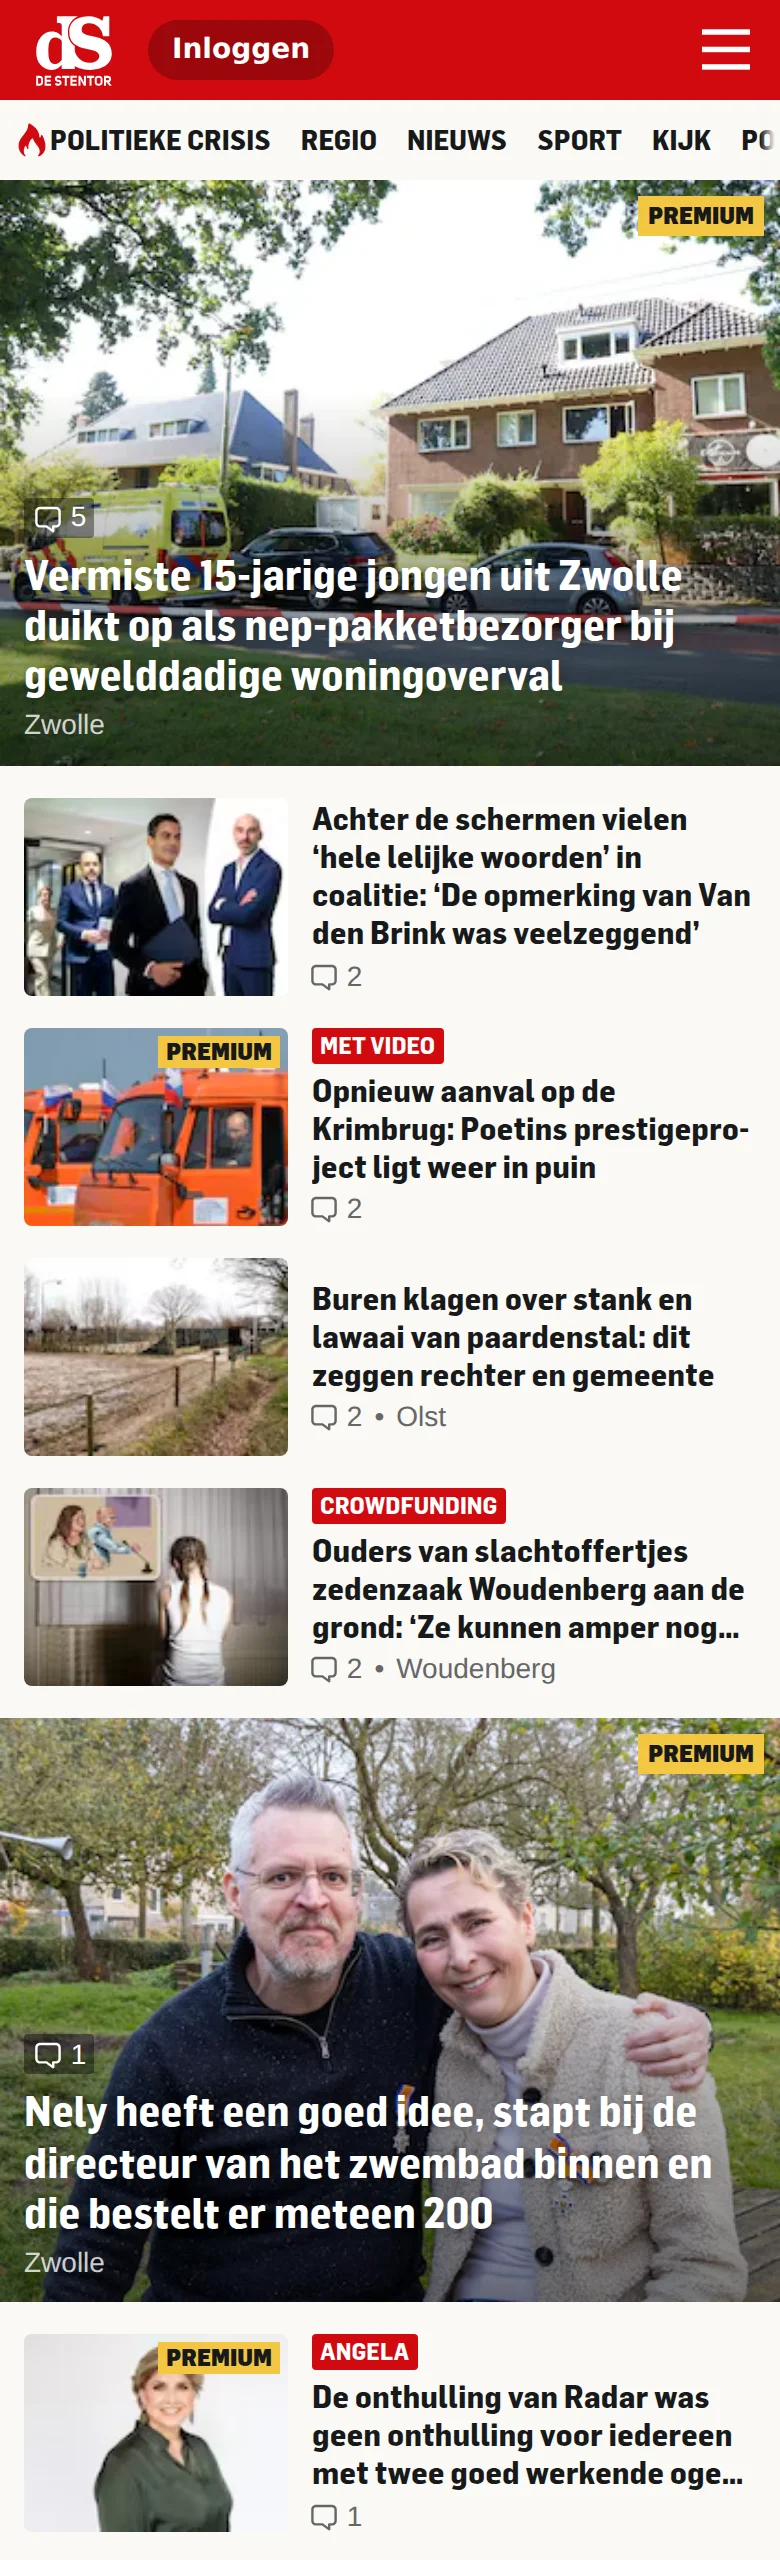 dS
DE STENTOR
Inloggen
POLITIEKE CRISIS REGIO NIEUWS SPORT KIJK PO
PREMIUM
5
Vermiste 15-jarige jongen uit Zwolle
duikt op als nep-pakketbezorger bij
gewelddadige woningoverval
Zwolle
Achter de schermen vielen
‘hele lelijke woorden’ in
coalitie: ‘De opmerking van Van
den Brink was veelzeggend’
2
PREMIUM
MET VIDEO
Opnieuw aanval op de
Krimbrug: Poetins prestigepro-
ject ligt weer in puin
2
Buren klagen over stank en
lawaai van paardenstal: dit
zeggen rechter en gemeente
2 • Olst
CROWDFUNDING
Ouders van slachtoffertjes
zedenzaak Woudenberg aan de
grond: ‘Ze kunnen amper nog...
2 • Woudenberg
PREMIUM
1
Nely heeft een goed idee, stapt bij de
directeur van het zwembad binnen en
die bestelt er meteen 200
Zwolle
PREMIUM
ANGELA
De onthulling van Radar was
geen onthulling voor iedereen
met twee goed werkende oge...
1